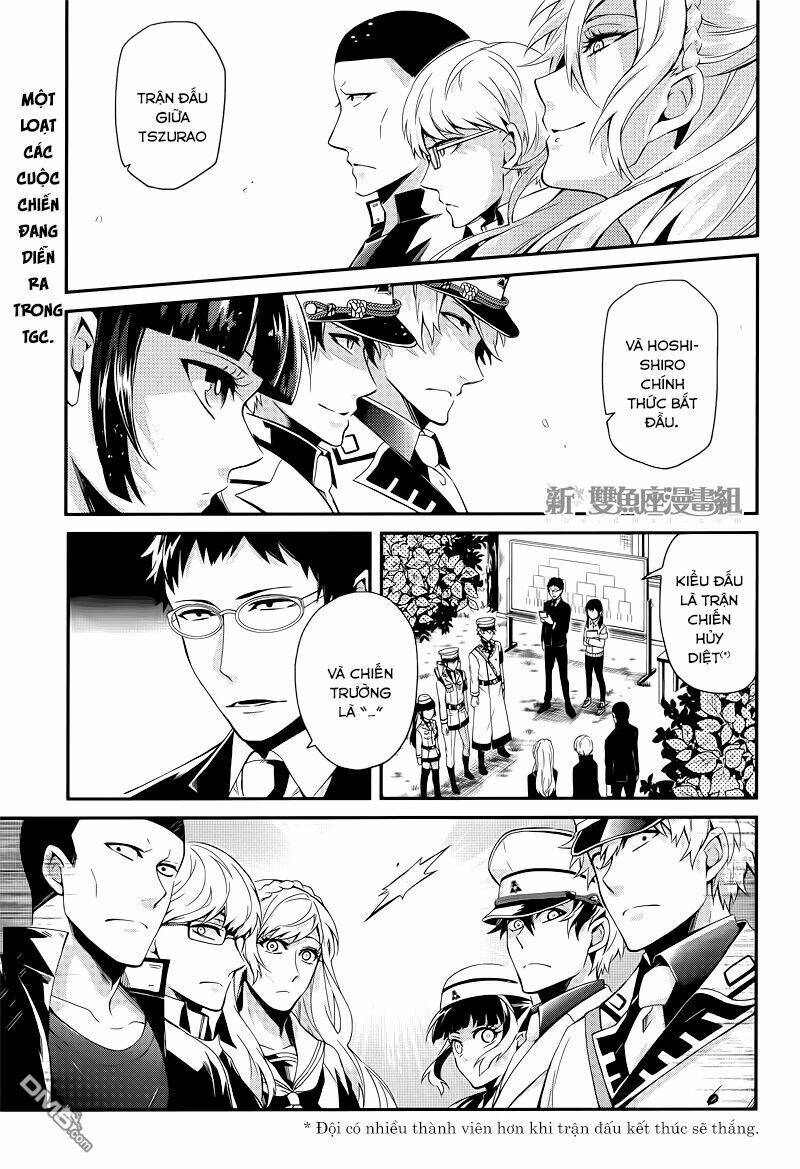 MỘT
LOẠT
CÁC
CUỘC
CHIẾN
ĐANG
DIỄN
RA
TRONG
TGC.
TRẬN ĐẤU
GIỮA
TSZURAO
VÀ HOSHI-
SHIRO
CHÍNH
THỨC BẮT
ĐẦU.
新 雙魚座漫畫組
KIỂU ĐẤU
LÀ TRẬN
CHIẾN
HỦY
DIỆT(*)
VÀ CHIẾN
TRƯỜNG
LÀ “_“
* Đội có nhiều thành viên hơn khi trận đấu kết thúc sẽ thắng.